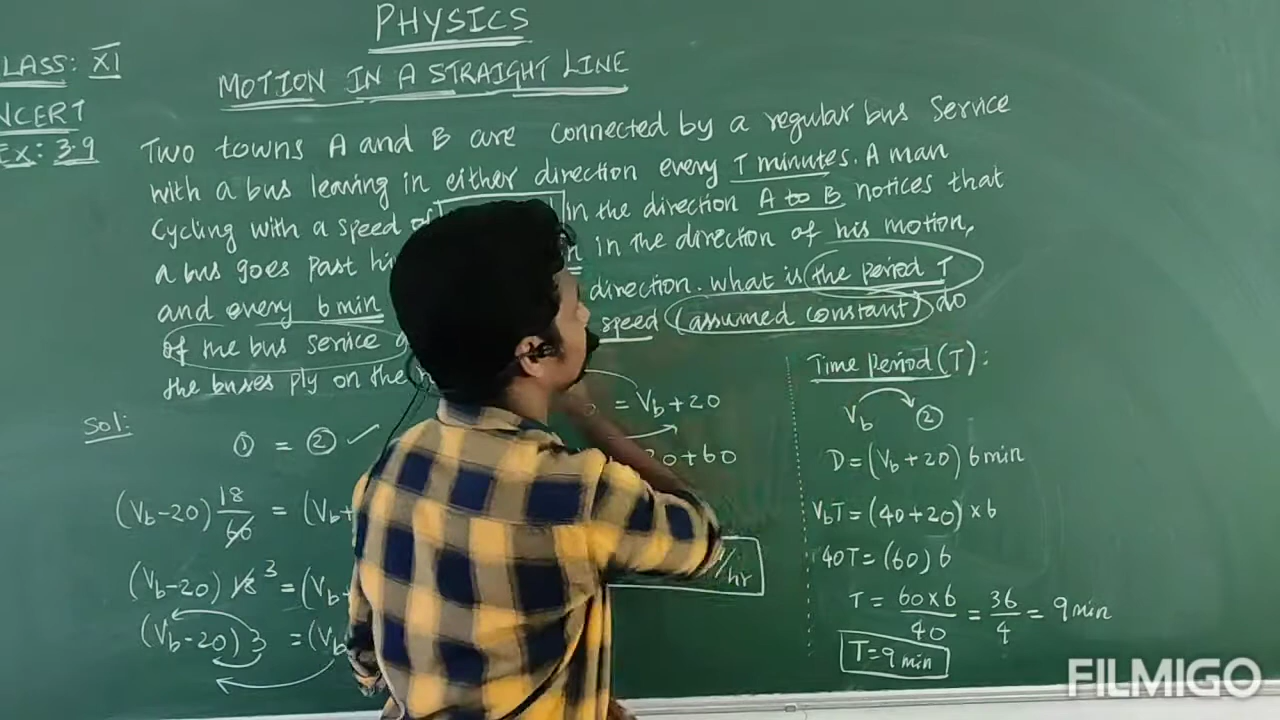 PHYSICS
LASS: XI
MOTION IN A STRAIGHT LINE
NCERT
Ex: 3.9
Two towns A and B are connected by a regular bus service
with a bus leaving in either direction every T minutes. A man
Cycling with a speed of in the direction A to B notices that
a bus goes past in the direction of his motion,
and every 6 min direction. What is the period T
of the bus service speed (assumed constant) do
the buses ply on the
Sol:
① = ② ✓
(Vb-20) 18/60 = (Vb+
(Vb-20) 18 3 = (Vb+
(Vb-20) 3 = (Vb
= Vb+20
20+60
/hr
Time period (T):
Vb ②
D = (Vb+20) 6 min
VbT = (40+20) × 6
40T = (60) 6
T = 60×6/40 = 36/4 = 9 min
T = 9 min
FILMIGO